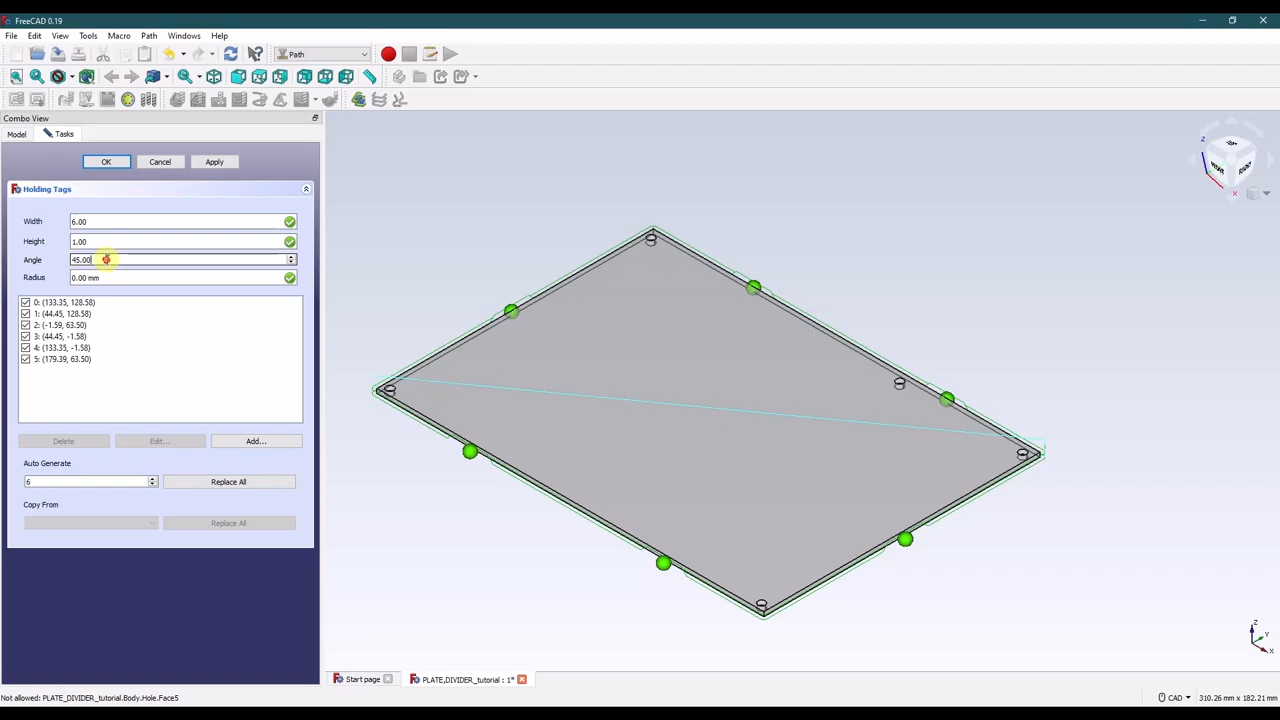 FreeCAD 0.19
File Edit View Tools Macro Path Windows Help
Path
Combo View
Model Tasks
OK Cancel Apply
Holding Tags
Width 6.00
Height 1.00
Angle 45.00
Radius 0.00 mm
0: (133.35, 128.58)
1: (44.45, 128.58)
2: (-1.59, 63.50)
3: (44.45, -1.58)
4: (133.35, -1.58)
5: (179.39, 63.50)
Delete Edit... Add...
Auto Generate
6 Replace All
Copy From
Replace All
Z
X
Z
Y
X
Start page PLATE,DIVIDER_tutorial : 1*
Not allowed: PLATE_DIVIDER_tutorial.Body.Hole.Face5 CAD 310.26 mm x 182.21 mm